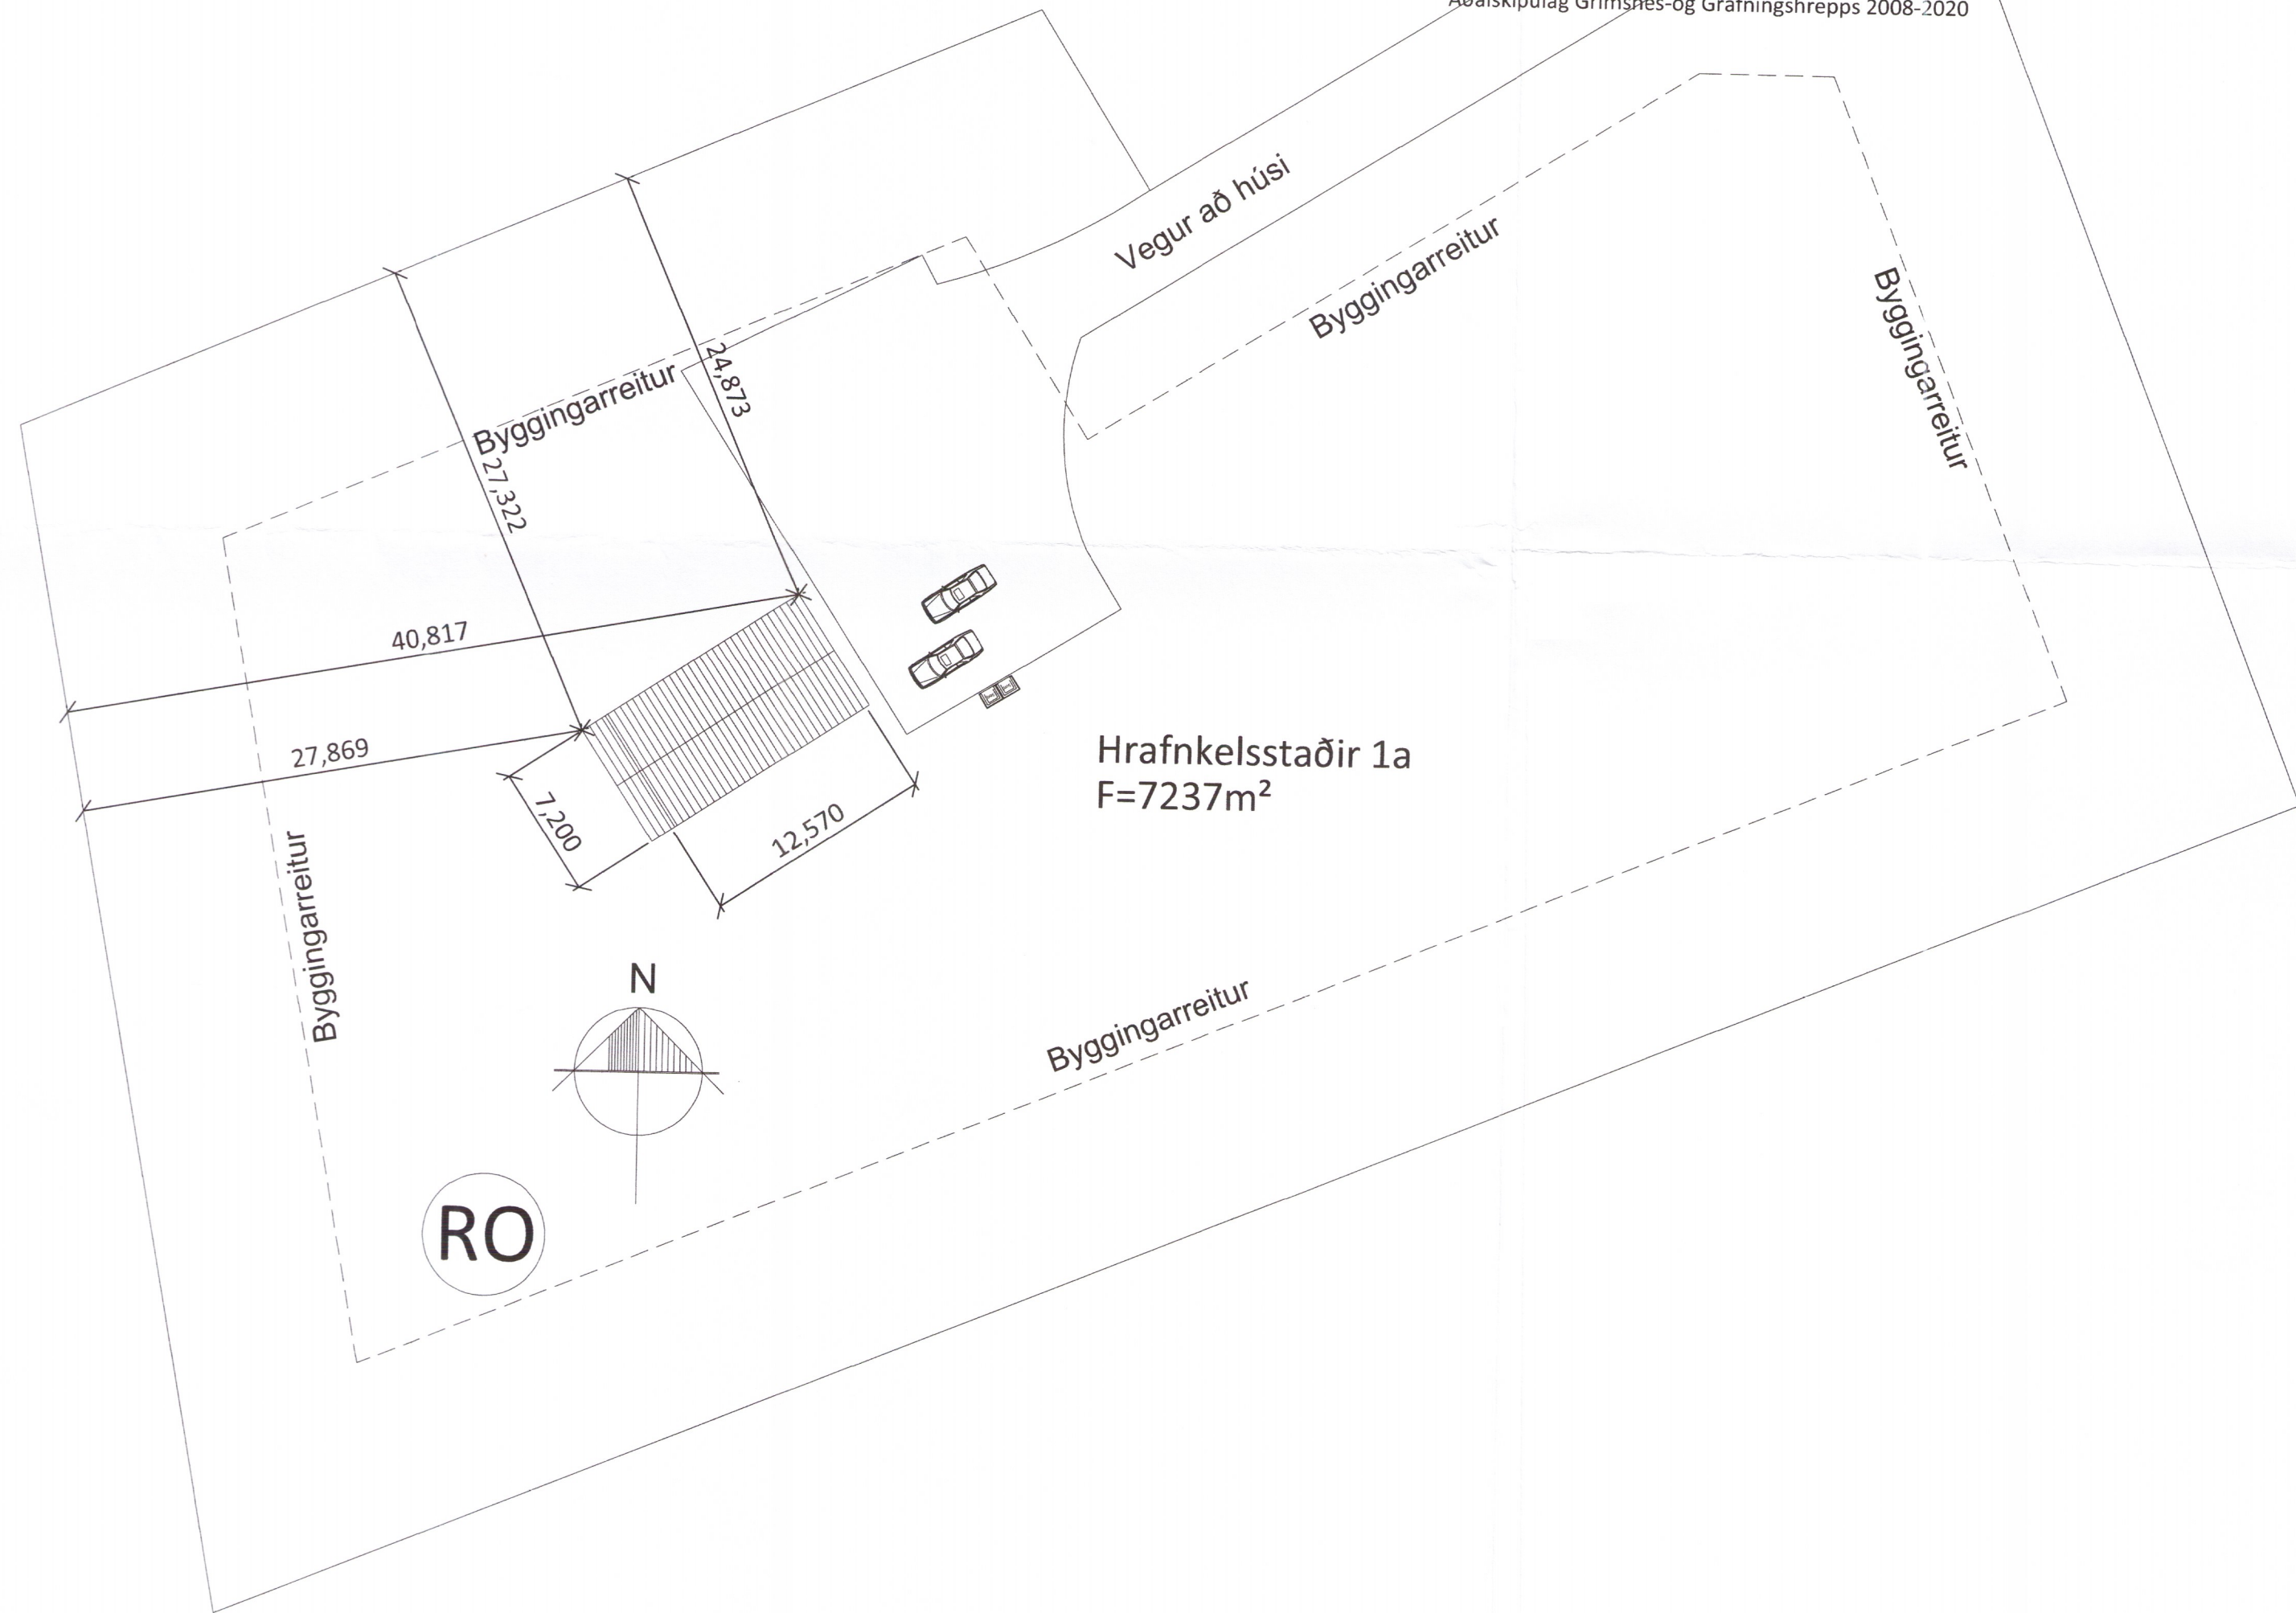 Aðalskipulag Grímsnes-og Grafningshrepps 2008-2020
Vegur að húsi
Byggingarreitur
Byggingarreitur
24,873
Byggingarreitur
27,322
40,817
27,869
7,200
12,570
Hrafnkelsstaðir 1a
F=7237m²
Byggingarreitur
N
Byggingarreitur
RO